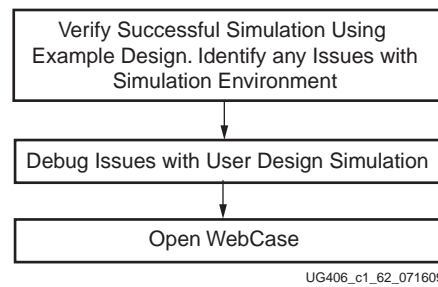 Verify Successful Simulation Using
Example Design. Identify any Issues with
Simulation Environment
Debug Issues with User Design Simulation
Open WebCase
UG406_c1_62_071609